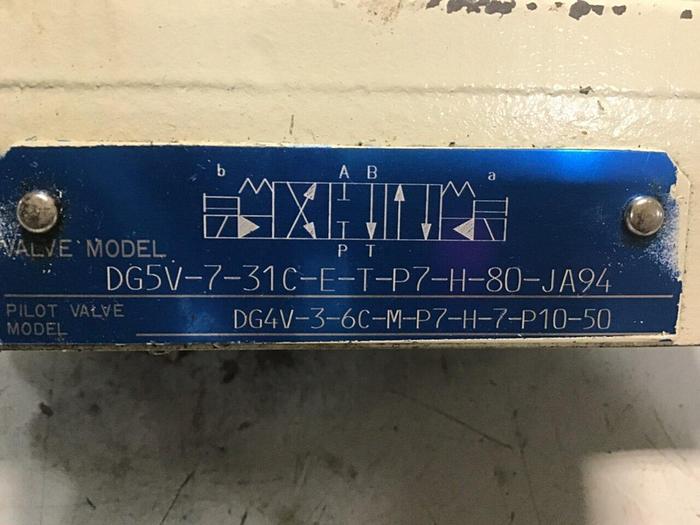 b A B a
P T
VALVE MODEL
DG5V-7-31C-E-T-P7-H-80-JA94
PILOT VALVE
MODEL
DG4V-3-6C-M-P7-H-7-P10-50